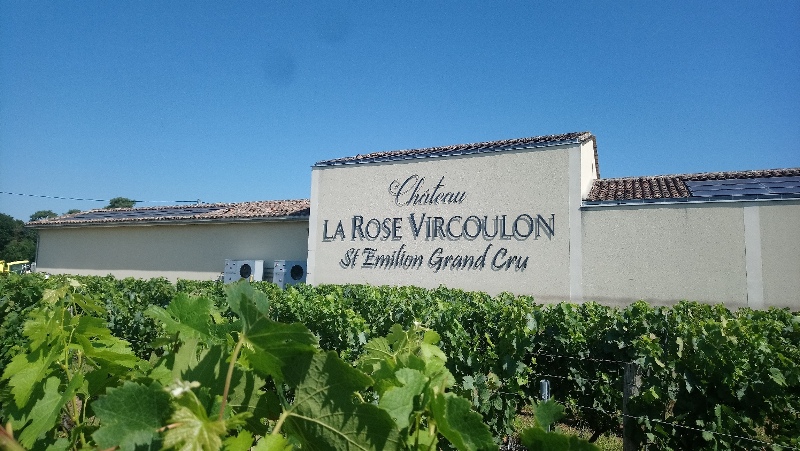 Château
LA ROSE VIRCOULON
St Emilion Grand Cru